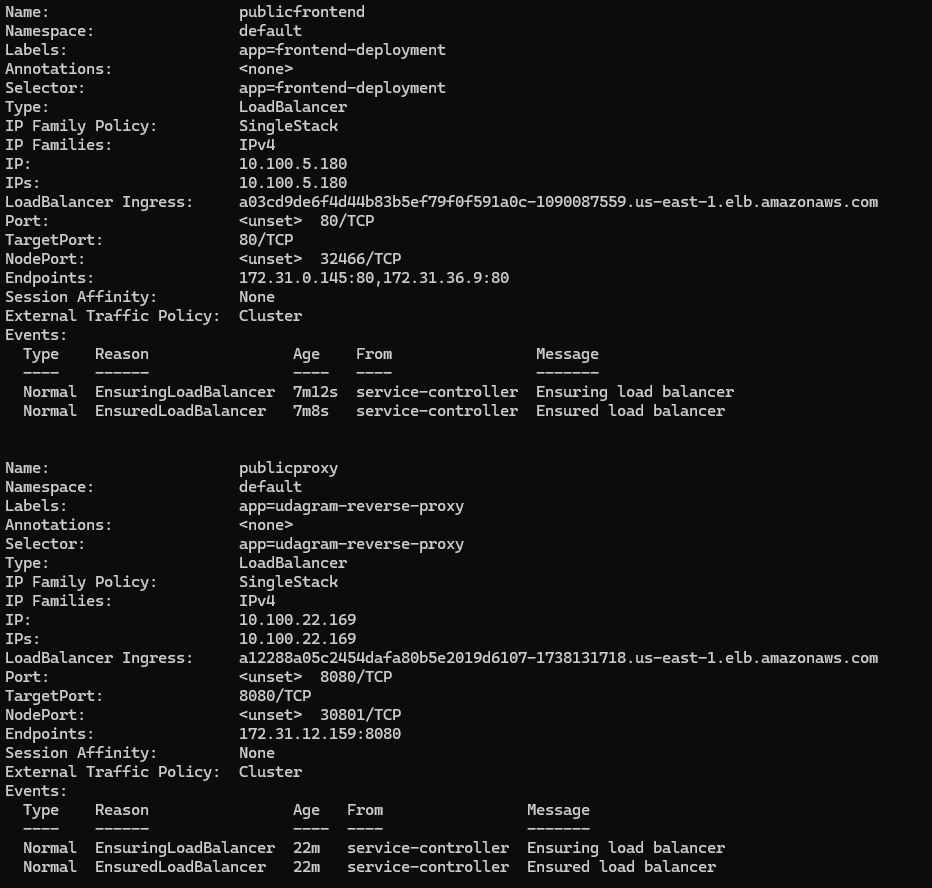 Name:                     publicfrontend
Namespace:                default
Labels:                   app=frontend-deployment
Annotations:              <none>
Selector:                 app=frontend-deployment
Type:                     LoadBalancer
IP Family Policy:         SingleStack
IP Families:              IPv4
IP:                       10.100.5.180
IPs:                      10.100.5.180
LoadBalancer Ingress:     a03cd9de6f4d44b83b5ef79f0f591a0c-1090087559.us-east-1.elb.amazonaws.com
Port:                     <unset>  80/TCP
TargetPort:               80/TCP
NodePort:                 <unset>  32466/TCP
Endpoints:                172.31.0.145:80,172.31.36.9:80
Session Affinity:         None
External Traffic Policy:  Cluster
Events:
  Type    Reason                Age    From                Message
  ----    ------                ----   ----                -------
  Normal  EnsuringLoadBalancer  7m12s  service-controller  Ensuring load balancer
  Normal  EnsuredLoadBalancer   7m8s   service-controller  Ensured load balancer
Name:                     publicproxy
Namespace:                default
Labels:                   app=udagram-reverse-proxy
Annotations:              <none>
Selector:                 app=udagram-reverse-proxy
Type:                     LoadBalancer
IP Family Policy:         SingleStack
IP Families:              IPv4
IP:                       10.100.22.169
IPs:                      10.100.22.169
LoadBalancer Ingress:     a12288a05c2454dafa80b5e2019d6107-1738131718.us-east-1.elb.amazonaws.com
Port:                     <unset>  8080/TCP
TargetPort:               8080/TCP
NodePort:                 <unset>  30801/TCP
Endpoints:                172.31.12.159:8080
Session Affinity:         None
External Traffic Policy:  Cluster
Events:
  Type    Reason                Age   From                Message
  ----    ------                ----  ----                -------
  Normal  EnsuringLoadBalancer  22m   service-controller  Ensuring load balancer
  Normal  EnsuredLoadBalancer   22m   service-controller  Ensured load balancer